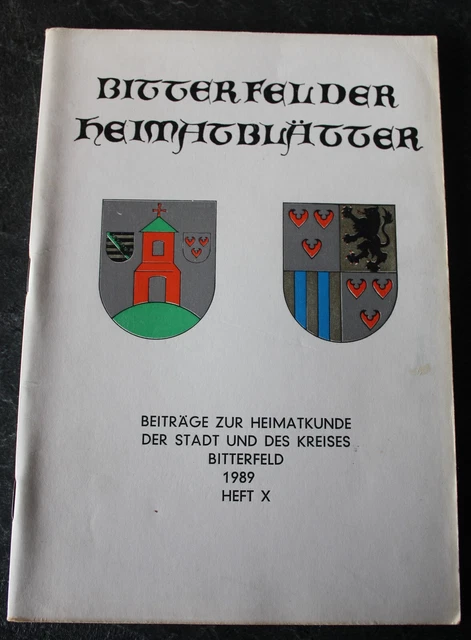 BITTERFELDER
HEIMATBLÄTTER
BEITRÄGE ZUR HEIMATKUNDE
DER STADT UND DES KREISES
BITTERFELD
1989
HEFT X